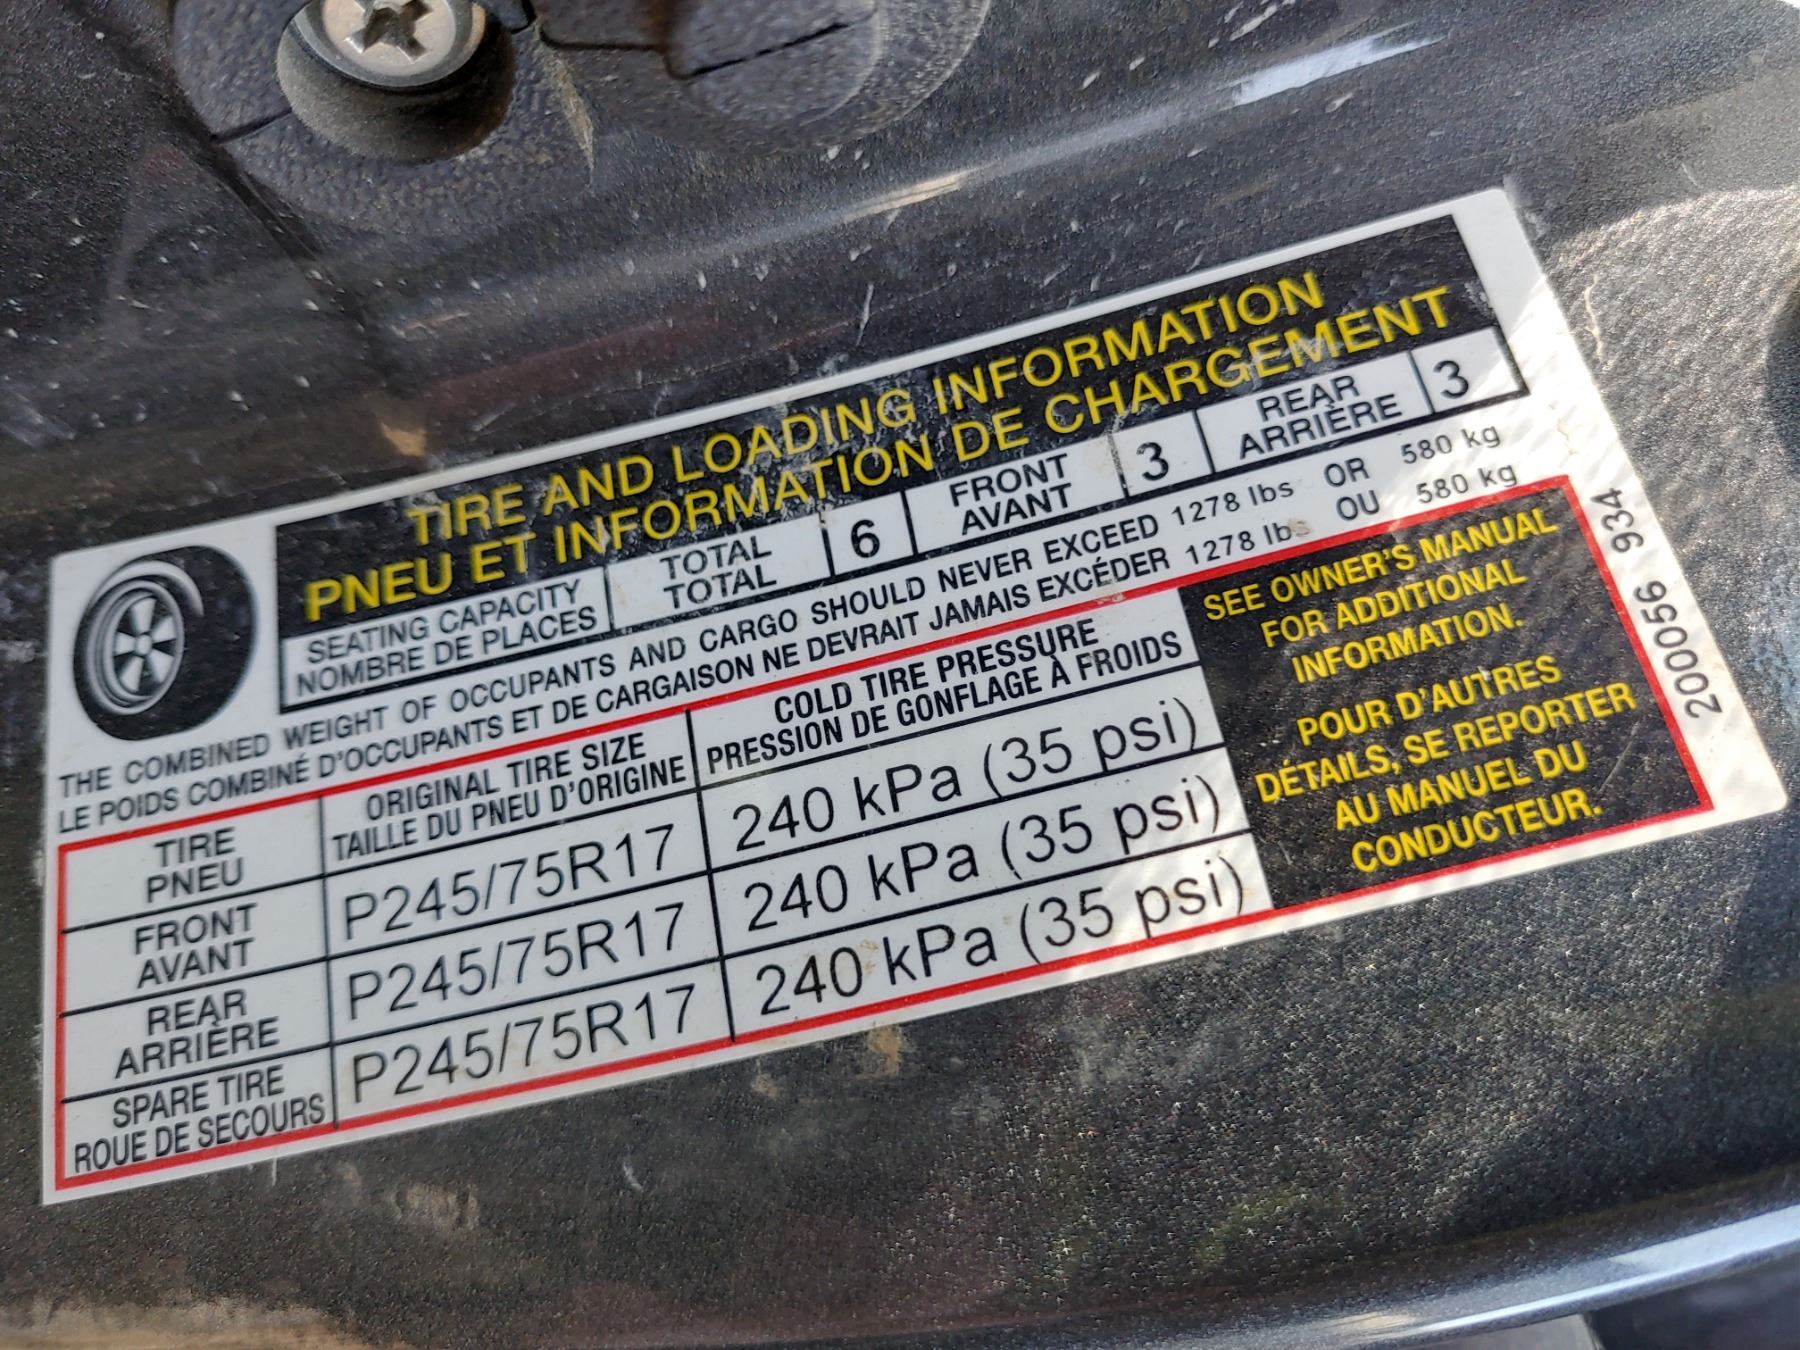 TIRE AND LOADING INFORMATION
PNEU ET INFORMATION DE CHARGEMENT
SEATING CAPACITY
NOMBRE DE PLACES
TOTAL
TOTAL
6
FRONT
AVANT
3
REAR
ARRIÈRE
3
THE COMBINED WEIGHT OF OCCUPANTS AND CARGO SHOULD NEVER EXCEED 1278 lbs OR 580 kg
LE POIDS COMBINÉ D'OCCUPANTS ET DE CARGAISON NE DEVRAIT JAMAIS EXCÉDER 1278 lbs OU 580 kg
TIRE
PNEU
ORIGINAL TIRE SIZE
TAILLE DU PNEU D'ORIGINE
COLD TIRE PRESSURE
PRESSION DE GONFLAGE À FROIDS
FRONT
AVANT
P245/75R17
240 kPa (35 psi)
REAR
ARRIÈRE
P245/75R17
240 kPa (35 psi)
SPARE TIRE
ROUE DE SECOURS
P245/75R17
240 kPa (35 psi)
SEE OWNER'S MANUAL
FOR ADDITIONAL
INFORMATION.
POUR D'AUTRES
DÉTAILS, SE REPORTER
AU MANUEL DU
CONDUCTEUR.
200056 934